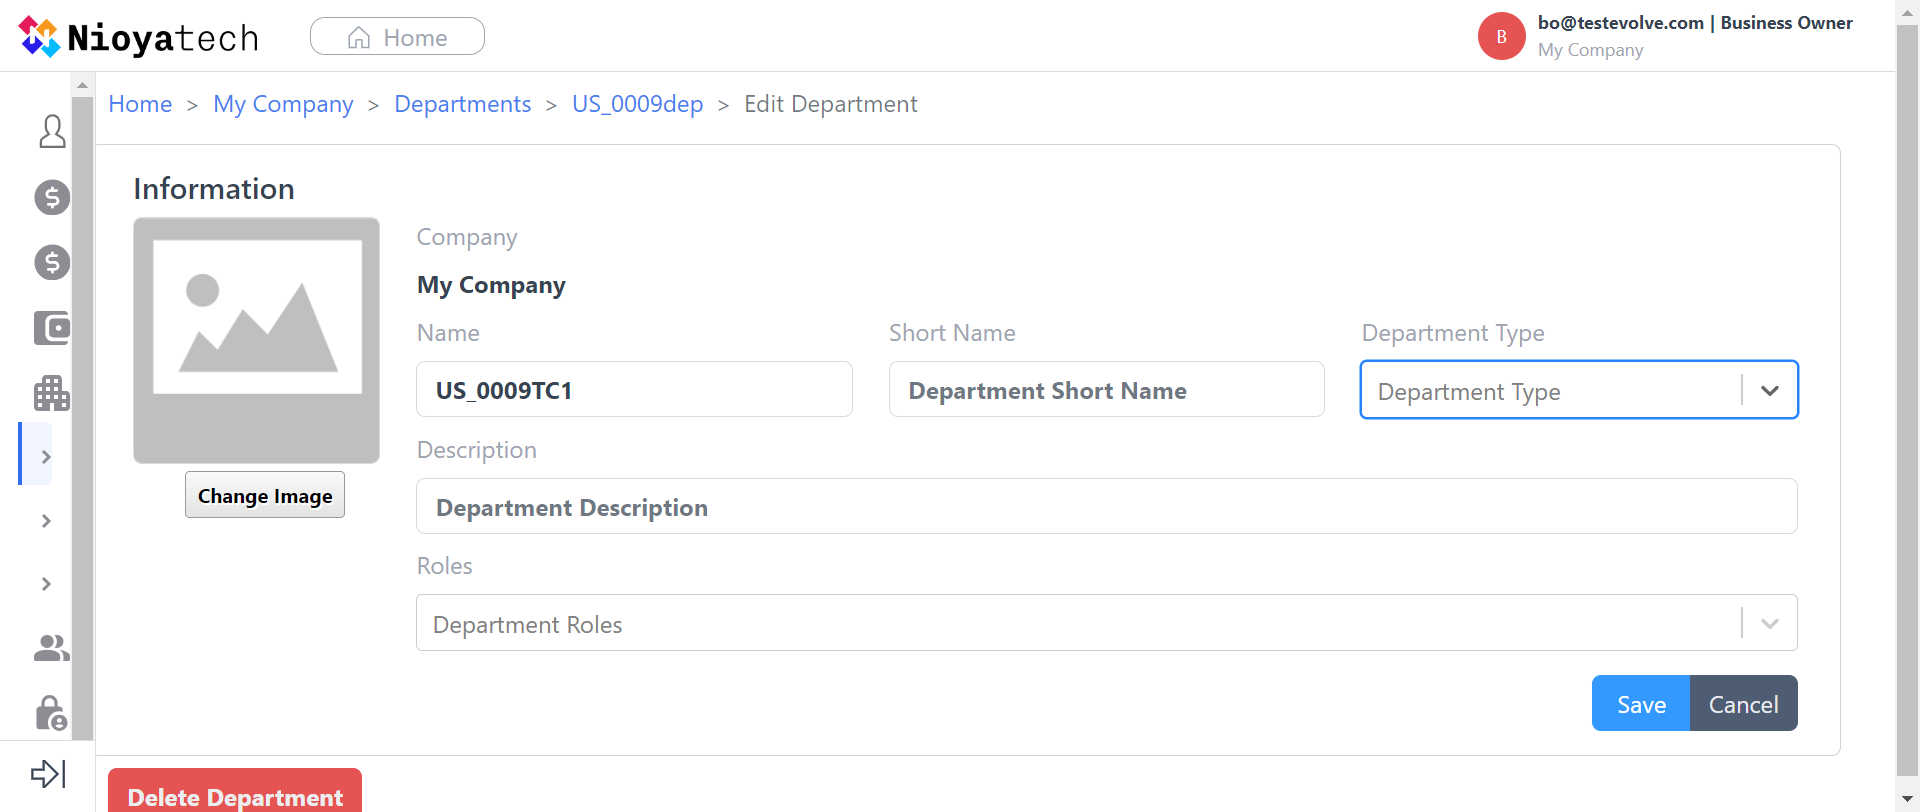 Nioyatech
Home
B
bo@testevolve.com | Business Owner
My Company
Home > My Company > Departments > US_0009dep > Edit Department
Information
Company
My Company
Name
Short Name
Department Type
US_0009TC1
Department Short Name
Department Type
Description
Change Image
Department Description
Roles
Department Roles
Save
Cancel
Delete Department